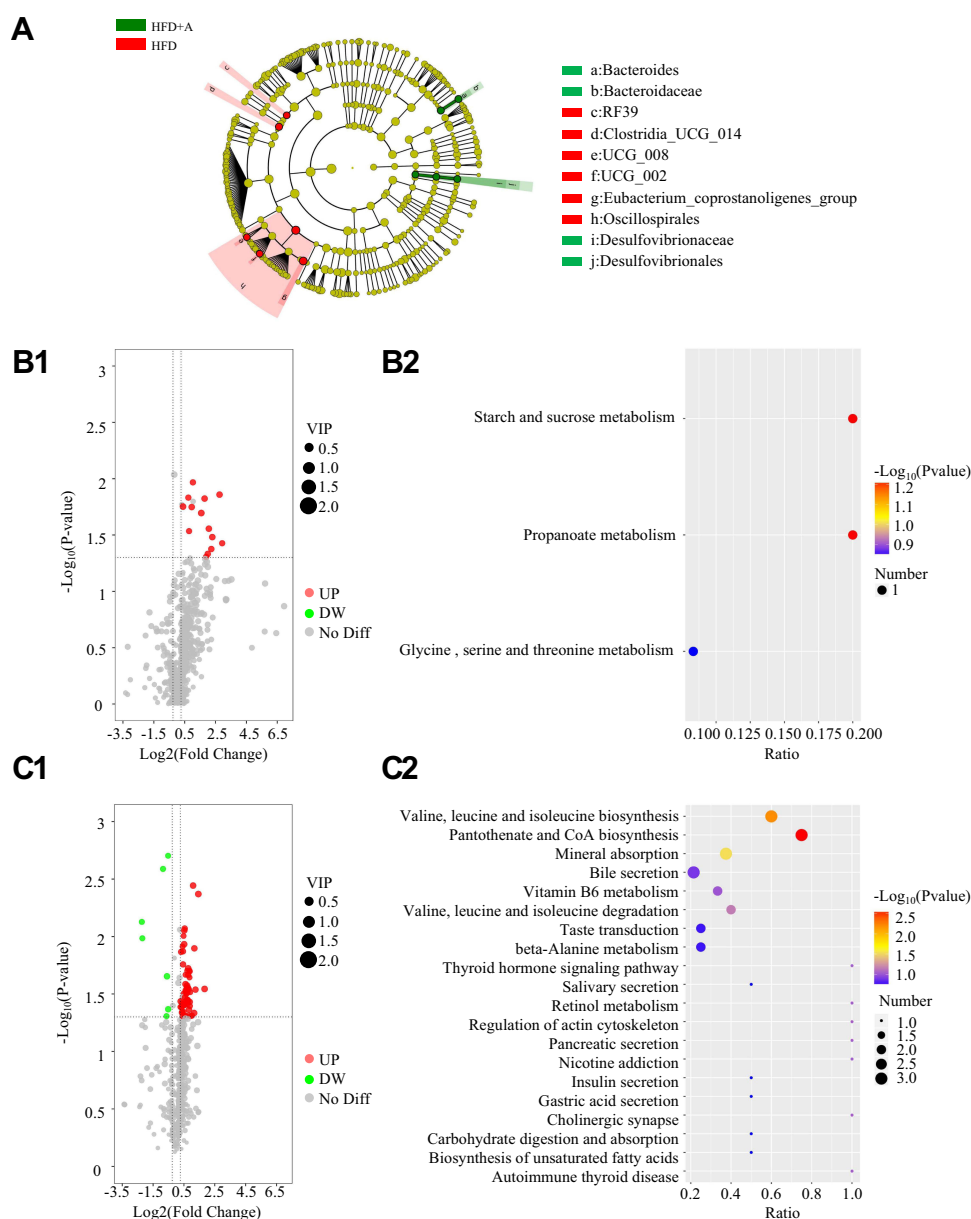 A
HFD+A
HFD
a:Bacteroides
b:Bacteroidaceae
c:RF39
d:Clostridia_UCG_014
e:UCG_008
f:UCG_002
g:Eubacterium_coprostanoligenes_group
h:Oscillospirales
i:Desulfovibrionaceae
j:Desulfovibrionales
c
d
h
g
B1
3
2.5
2
1.5
1
0.5
0
-Log10(P-value)
-3.5 -1.5 0.5 2.5 4.5 6.5
Log2(Fold Change)
VIP
0.5
1.0
1.5
2.0
UP
DW
No Diff
B2
Starch and sucrose metabolism
Propanoate metabolism
Glycine , serine and threonine metabolism
0.100 0.125 0.150 0.175 0.200
Ratio
-Log10(Pvalue)
1.2
1.1
1.0
0.9
Number
1
C1
3
2.5
2
1.5
1
0.5
0
-Log10(P-value)
-3.5 -1.5 0.5 2.5 4.5 6.5
Log2(Fold Change)
VIP
0.5
1.0
1.5
2.0
UP
DW
No Diff
C2
Valine, leucine and isoleucine biosynthesis
Pantothenate and CoA biosynthesis
Mineral absorption
Bile secretion
Vitamin B6 metabolism
Valine, leucine and isoleucine degradation
Taste transduction
beta-Alanine metabolism
Thyroid hormone signaling pathway
Salivary secretion
Retinol metabolism
Regulation of actin cytoskeleton
Pancreatic secretion
Nicotine addiction
Insulin secretion
Gastric acid secretion
Cholinergic synapse
Carbohydrate digestion and absorption
Biosynthesis of unsaturated fatty acids
Autoimmune thyroid disease
0.2 0.4 0.6 0.8 1.0
Ratio
-Log10(Pvalue)
2.5
2.0
1.5
1.0
Number
1.0
1.5
2.0
2.5
3.0